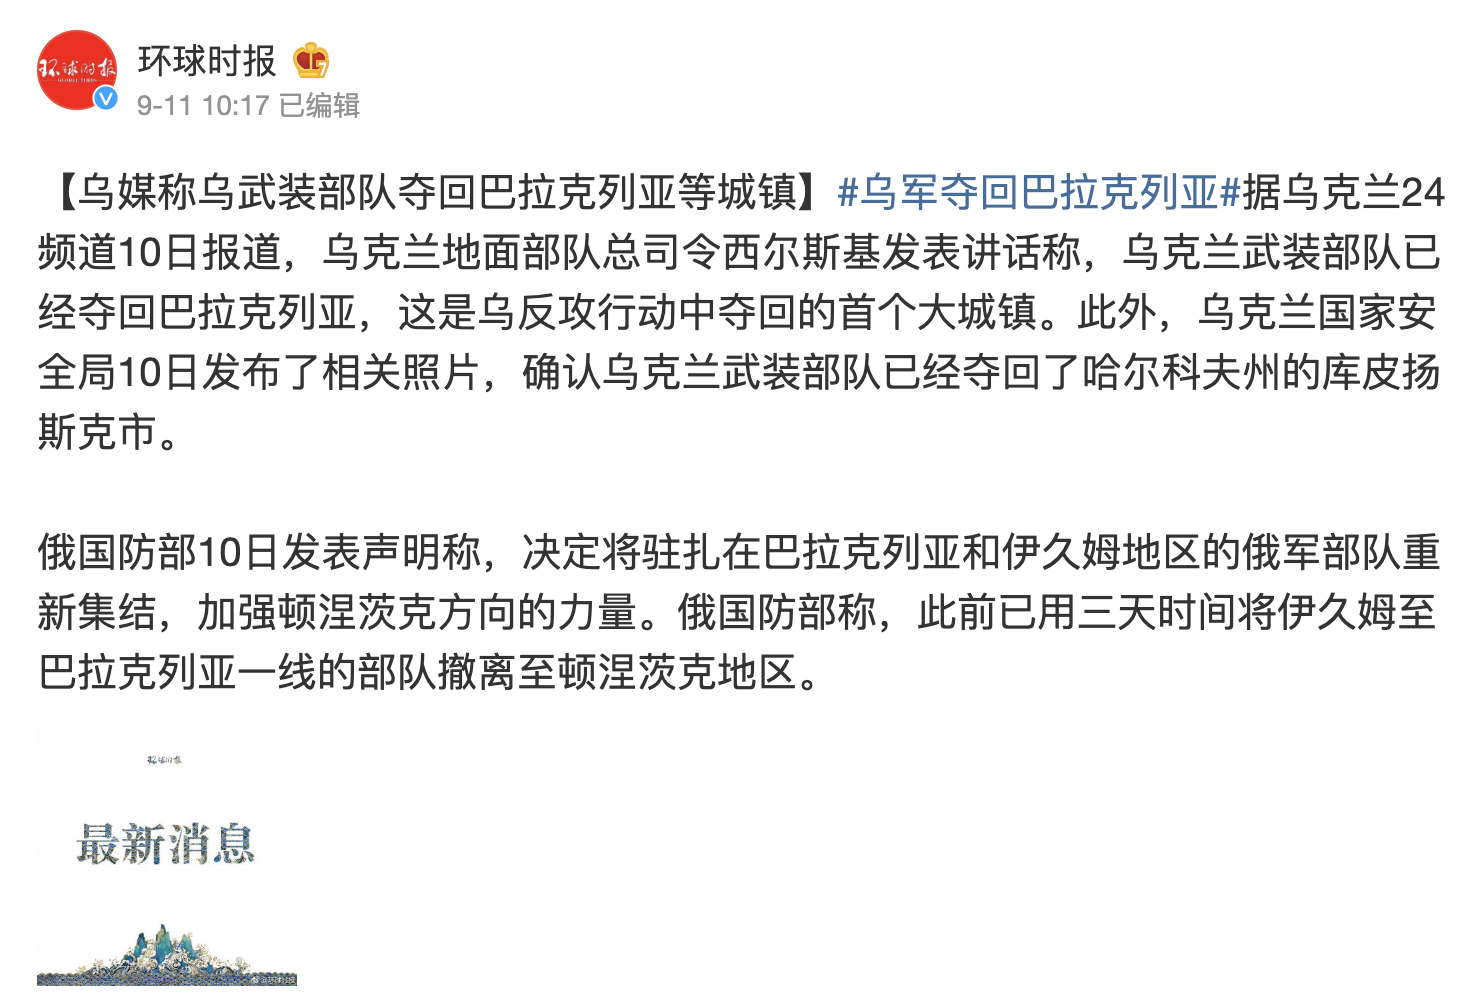 环球时报
GLOBAL TIMES
环球时报
7
9-11 10:17 已编辑
【乌媒称乌武装部队夺回巴拉克列亚等城镇】#乌军夺回巴拉克列亚#据乌克兰24
频道10日报道，乌克兰地面部队总司令西尔斯基发表讲话称，乌克兰武装部队已
经夺回巴拉克列亚，这是乌反攻行动中夺回的首个大城镇。此外，乌克兰国家安
全局10日发布了相关照片，确认乌克兰武装部队已经夺回了哈尔科夫州的库皮扬
斯克市。
俄国防部10日发表声明称，决定将驻扎在巴拉克列亚和伊久姆地区的俄军部队重
新集结，加强顿涅茨克方向的力量。俄国防部称，此前已用三天时间将伊久姆至
巴拉克列亚一线的部队撤离至顿涅茨克地区。
环球时报
最新消息
@环球时报